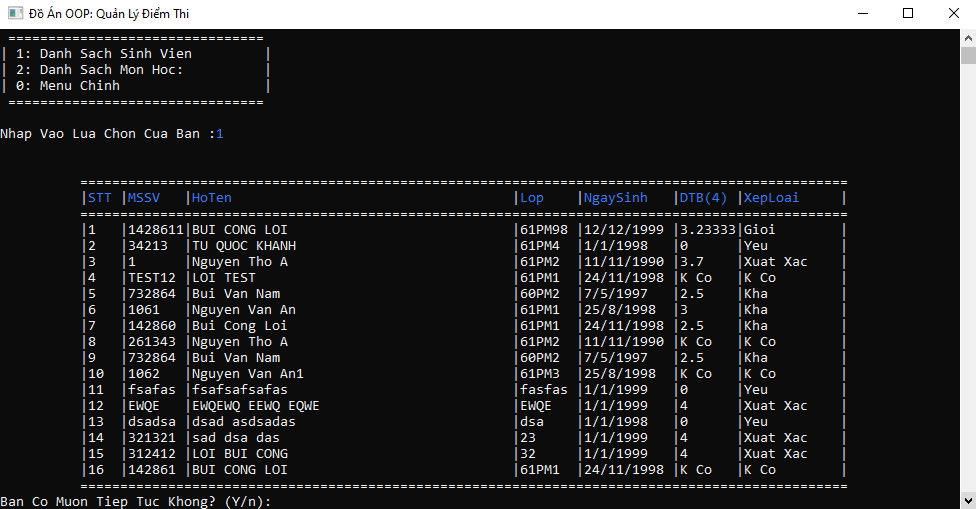 Đồ Án OOP: Quản Lý Điểm Thi
================================
| 1: Danh Sach Sinh Vien         |
| 2: Danh Sach Mon Hoc:          |
| 0: Menu Chinh                  |
================================
Nhap Vao Lua Chon Cua Ban :1
================================================================================================
|STT |MSSV |HoTen |Lop |NgaySinh |DTB(4) |XepLoai |
================================================================================================
|1 |1428611|BUI CONG LOI |61PM98 |12/12/1999 |3.23333|Gioi |
|2 |34213 |TU QUOC KHANH |61PM4 |1/1/1998 |0 |Yeu |
|3 |1 |Nguyen Tho A |61PM2 |11/11/1990 |3.7 |Xuat Xac |
|4 |TEST12 |LOI TEST |61PM1 |24/11/1998 |K Co |K Co |
|5 |732864 |Bui Van Nam |60PM2 |7/5/1997 |2.5 |Kha |
|6 |1061 |Nguyen Van An |61PM1 |25/8/1998 |3 |Kha |
|7 |142860 |Bui Cong Loi |61PM1 |24/11/1998 |2.5 |Kha |
|8 |261343 |Nguyen Tho A |61PM2 |11/11/1990 |K Co |K Co |
|9 |732864 |Bui Van Nam |60PM2 |7/5/1997 |2.5 |Kha |
|10 |1062 |Nguyen Van An1 |61PM3 |25/8/1998 |K Co |K Co |
|11 |fsafas |fsafsafsafas |fasfas |1/1/1999 |0 |Yeu |
|12 |EWQE |EWQEWQ EEWQ EQWE |EWQE |1/1/1999 |4 |Xuat Xac |
|13 |dsadsa |dsad asdsadas |dsa |1/1/1998 |0 |Yeu |
|14 |321321 |sad dsa das |23 |1/1/1999 |4 |Xuat Xac |
|15 |312412 |LOI BUI CONG |32 |1/1/1999 |4 |Xuat Xac |
|16 |142861 |BUI CONG LOI |61PM1 |24/11/1998 |K Co |K Co |
================================================================================================
Ban Co Muon Tiep Tuc Khong? (Y/n):